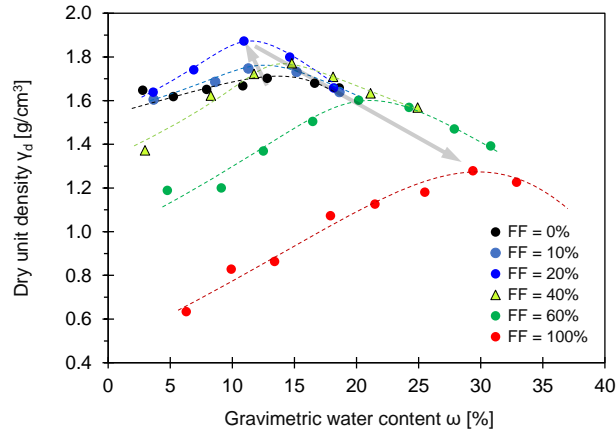 2.0
1.8
1.6
1.4
1.2
1.0
0.8
0.6
0.4
Dry unit density γd [g/cm³]
FF = 0%
FF = 10%
FF = 20%
FF = 40%
FF = 60%
FF = 100%
0 5 10 15 20 25 30 35 40
Gravimetric water content ω [%]